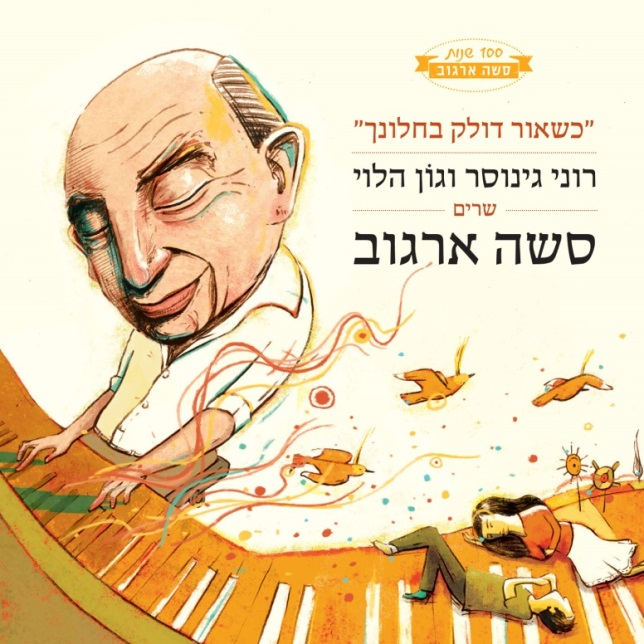 100 שנות
סשה ארגוב
"כשאור דולק בחלונך"
רוני גינוסר וגון הלוי
שרים
סשה ארגוב